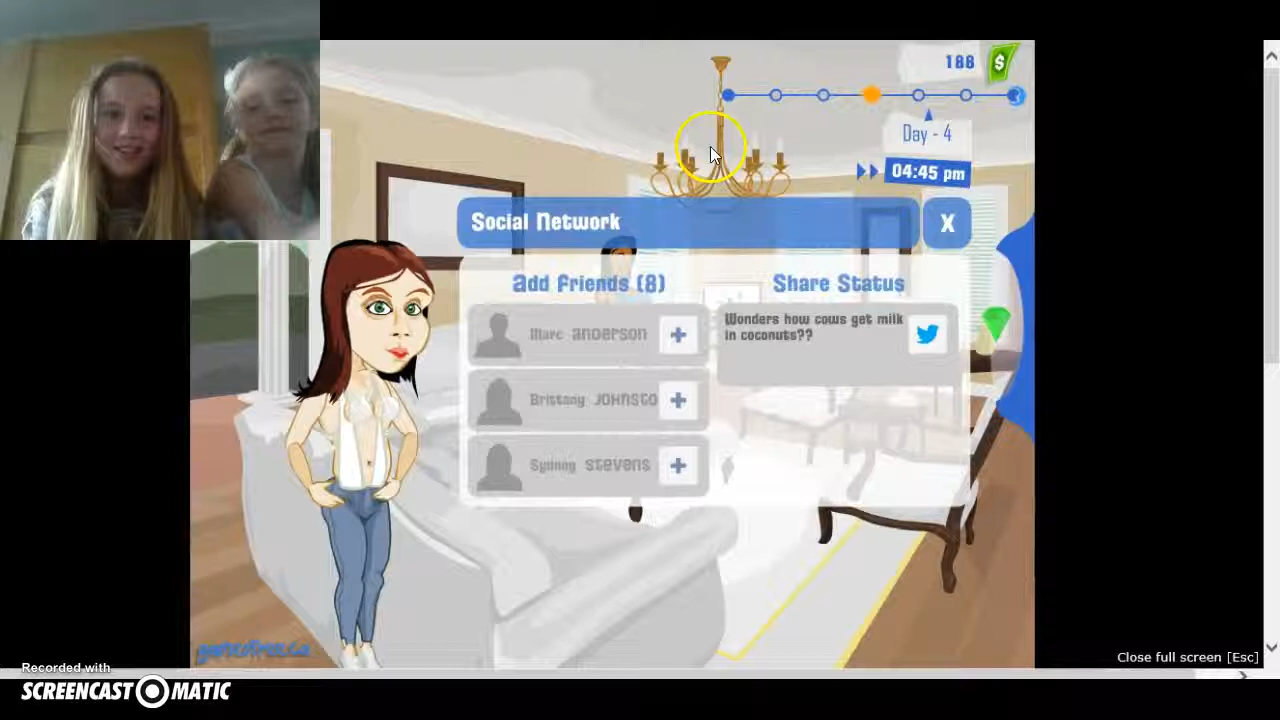 188
$
Day - 4
04:45 pm
Social Network
X
Add Friends (8)
Share Status
Marc Anderson
+
Wonders how cows get milk
in coconuts??
Brittany Johnsto
+
Sydney Stevens
+
Close full screen [Esc]
Recorded with
SCREENCAST MATIC